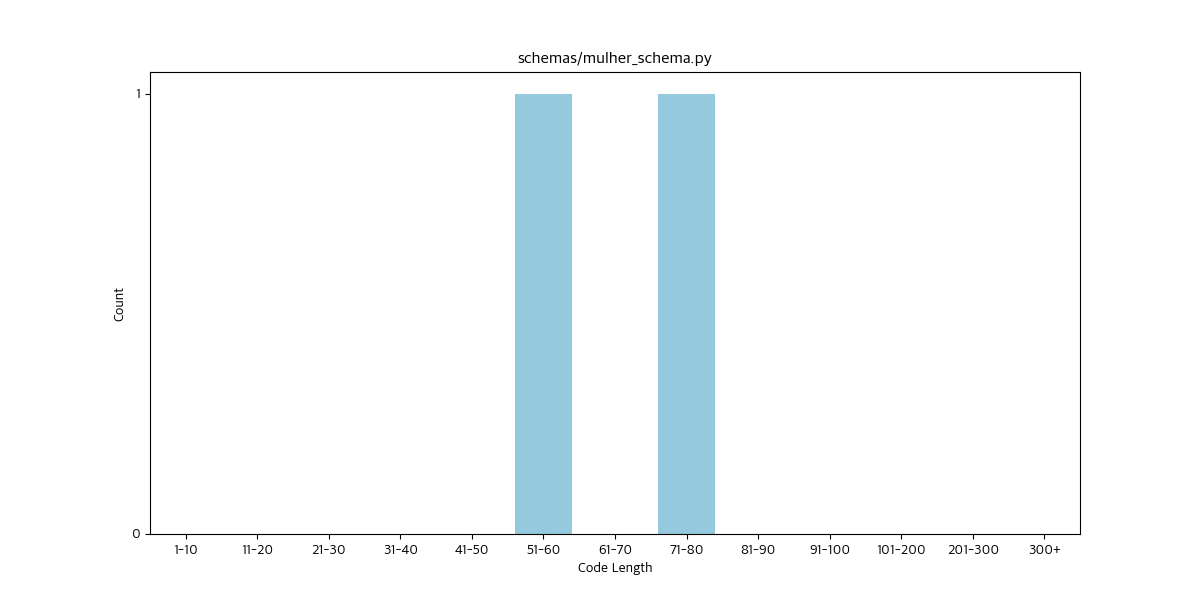 schemas/mulher_schema.py
1
Count
0
1-10 11-20 21-30 31-40 41-50 51-60 61-70 71-80 81-90 91-100 101-200 201-300 300+
Code Length